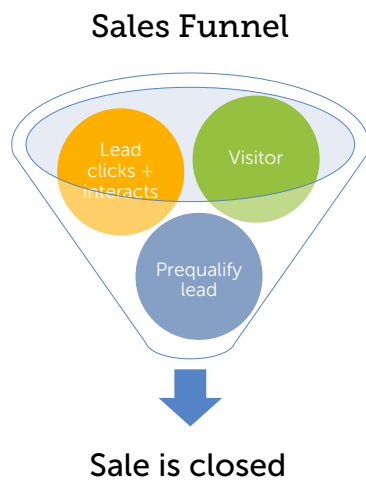 Sales Funnel
Lead
clicks +
interacts
Visitor
Prequalify
lead
Sale is closed